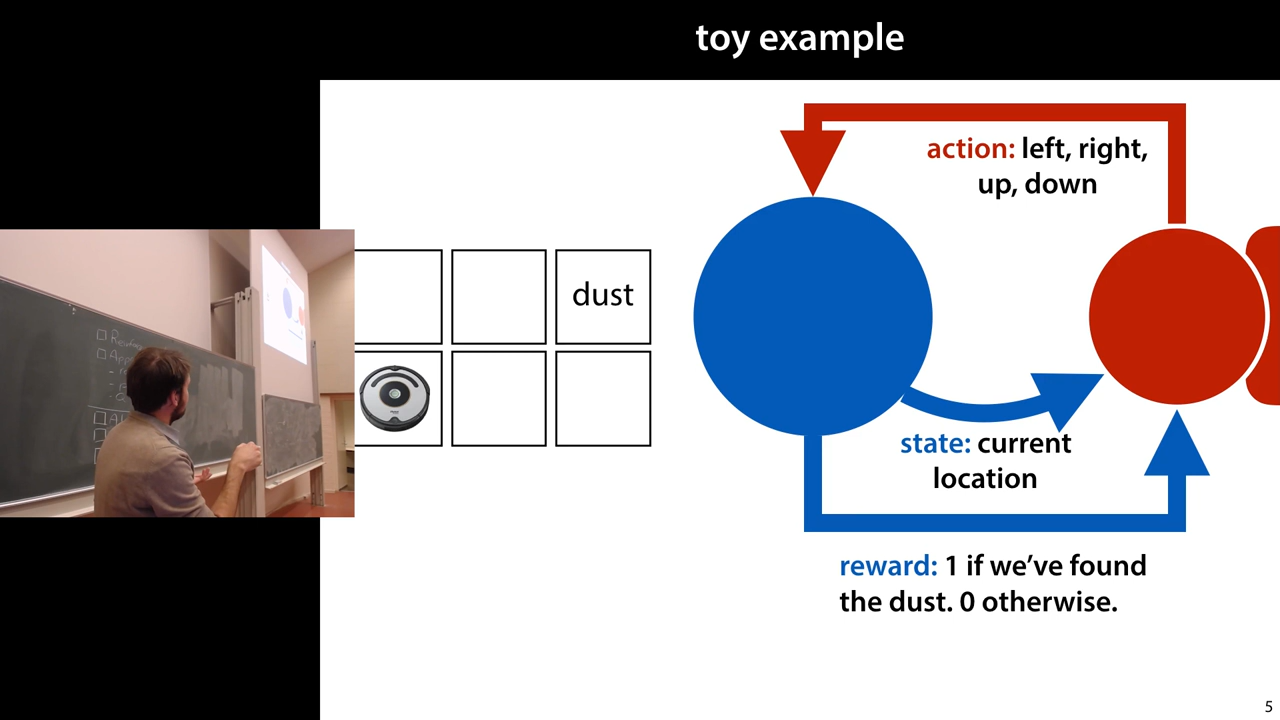 toy example
action: left, right,
up, down
dust
state: current
location
reward: 1 if we’ve found
the dust. 0 otherwise.
5